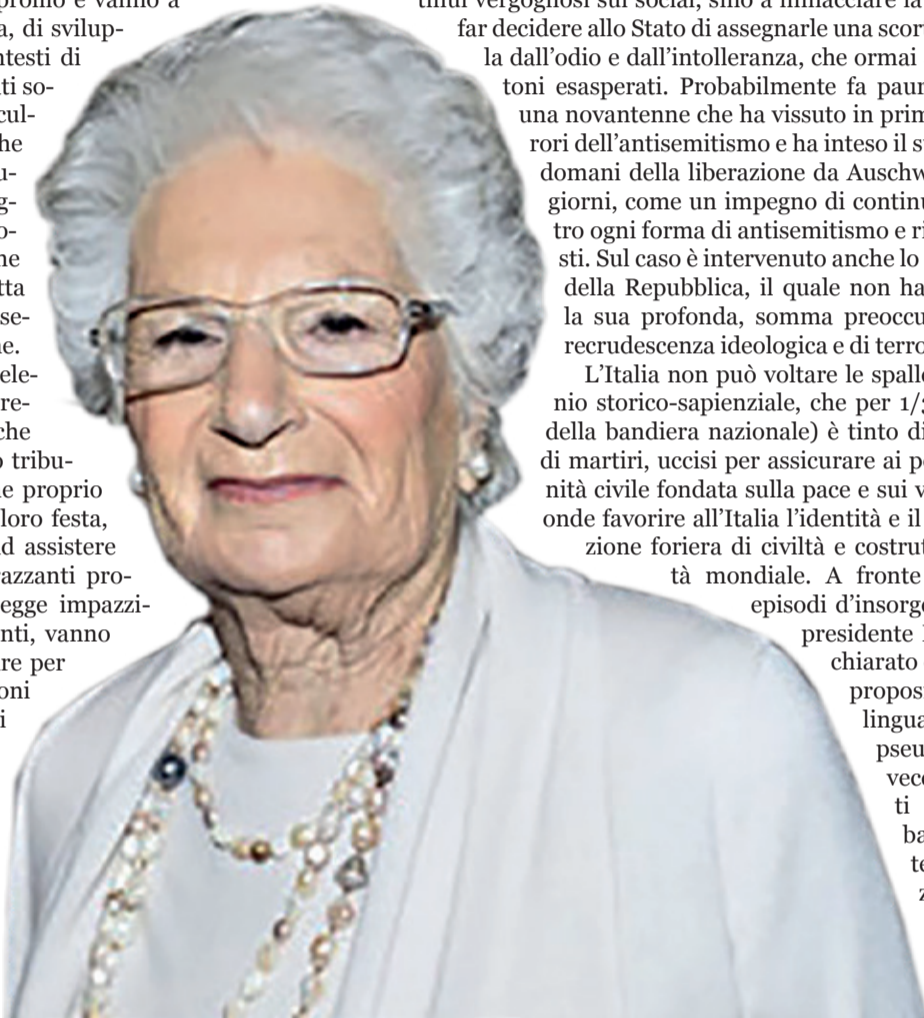 a, di svilup-
ntesti di
ti so-
cul-
he
u-
g-
o-
ne
tta
se-
ne.
ele-
re-
che
o tribu-
le proprio
loro festa,
d assistere
azzanti pro-
egge impazzi-
nti, vanno
re per
oni
i
far decidere allo Stato di assegnarle una scor
la dall'odio e dall'intolleranza, che ormai
toni esasperati. Probabilmente fa paur
una novantenne che ha vissuto in prim
rori dell'antisemitismo e ha inteso il s
domani della liberazione da Auschw
giorni, come un impegno di continu
tro ogni forma di antisemitismo e ri
sti. Sul caso è intervenuto anche lo
della Repubblica, il quale non ha
la sua profonda, somma preoccu
recrudescenza ideologica e di terro
L'Italia non può voltare le spalle
nio storico-sapienziale, che per 1/3
della bandiera nazionale) è tinto di
di martiri, uccisi per assicurare ai p
nità civile fondata sulla pace e sui v
onde favorire all'Italia l'identità e il
zione foriera di civiltà e costrut
tà mondiale. A fronte
episodi d'insorg
presidente
chiarato
propos
lingua
pseu
vecc
ti
ba
te
z